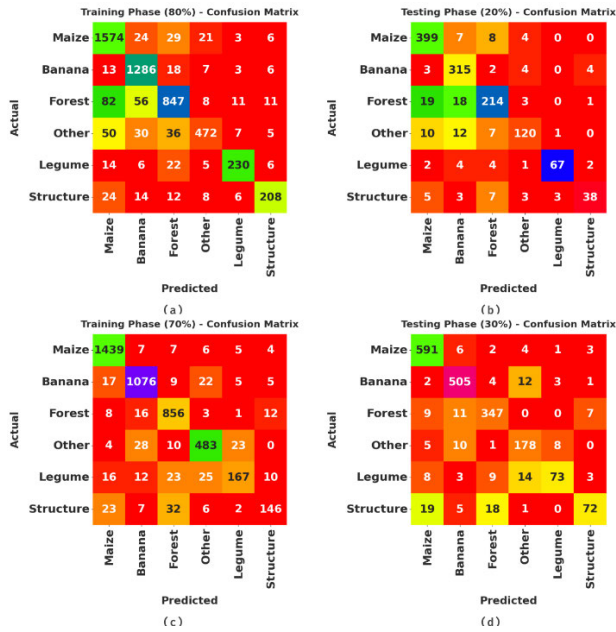 Training Phase (80%) - Confusion Matrix
Maize 1574 24 29 21 3 6
Banana 13 1286 18 7 3 6
Forest 82 56 847 8 11 11
Other 50 30 36 472 7 5
Legume 14 6 22 5 230 6
Structure 24 14 12 8 6 208
Actual
Maize Banana Forest Other Legume Structure
Predicted
(a)
Testing Phase (20%) - Confusion Matrix
Maize 399 7 8 4 0 0
Banana 3 315 2 4 0 4
Forest 19 18 214 3 0 1
Other 10 12 7 120 1 0
Legume 2 4 4 1 67 2
Structure 5 3 7 3 3 38
Actual
Maize Banana Forest Other Legume Structure
Predicted
(b)
Training Phase (70%) - Confusion Matrix
Maize 1439 7 7 6 5 4
Banana 17 1076 9 22 5 5
Forest 8 16 856 3 1 12
Other 4 28 10 483 23 0
Legume 16 12 23 25 167 10
Structure 23 7 32 6 2 146
Actual
Maize Banana Forest Other Legume Structure
Predicted
(c)
Testing Phase (30%) - Confusion Matrix
Maize 591 6 2 4 1 3
Banana 2 505 4 12 3 1
Forest 9 11 347 0 0 7
Other 5 10 1 178 8 0
Legume 8 3 9 14 73 3
Structure 19 5 18 1 0 72
Actual
Maize Banana Forest Other Legume Structure
Predicted
(d)